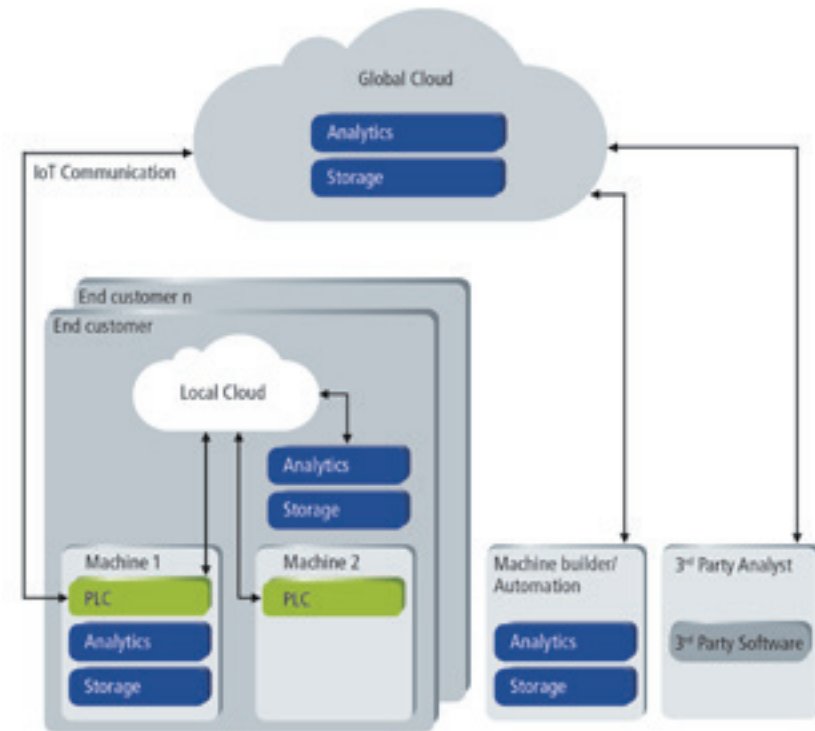 Global Cloud
Analytics
Storage
IoT Communication
End customer n
End customer
Local Cloud
Analytics
Storage
Machine 1
PLC
Analytics
Storage
Machine 2
PLC
Machine builder/
Automation
Analytics
Storage
3rd Party Analyst
3rd Party Software